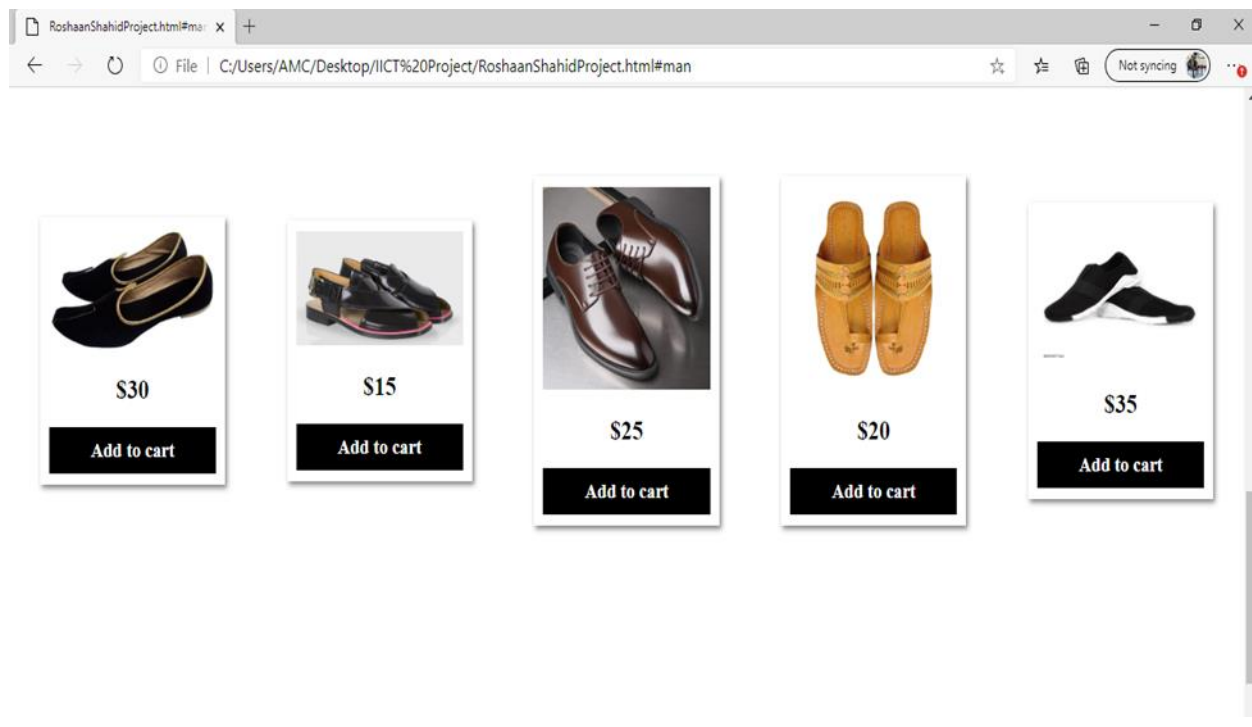 RoshaanShahidProject.html#ma
File | C:/Users/AMC/Desktop/IICT%20Project/RoshaanShahidProject.html#man
Not syncing
$30
Add to cart
$15
Add to cart
$25
Add to cart
$20
Add to cart
$35
Add to cart